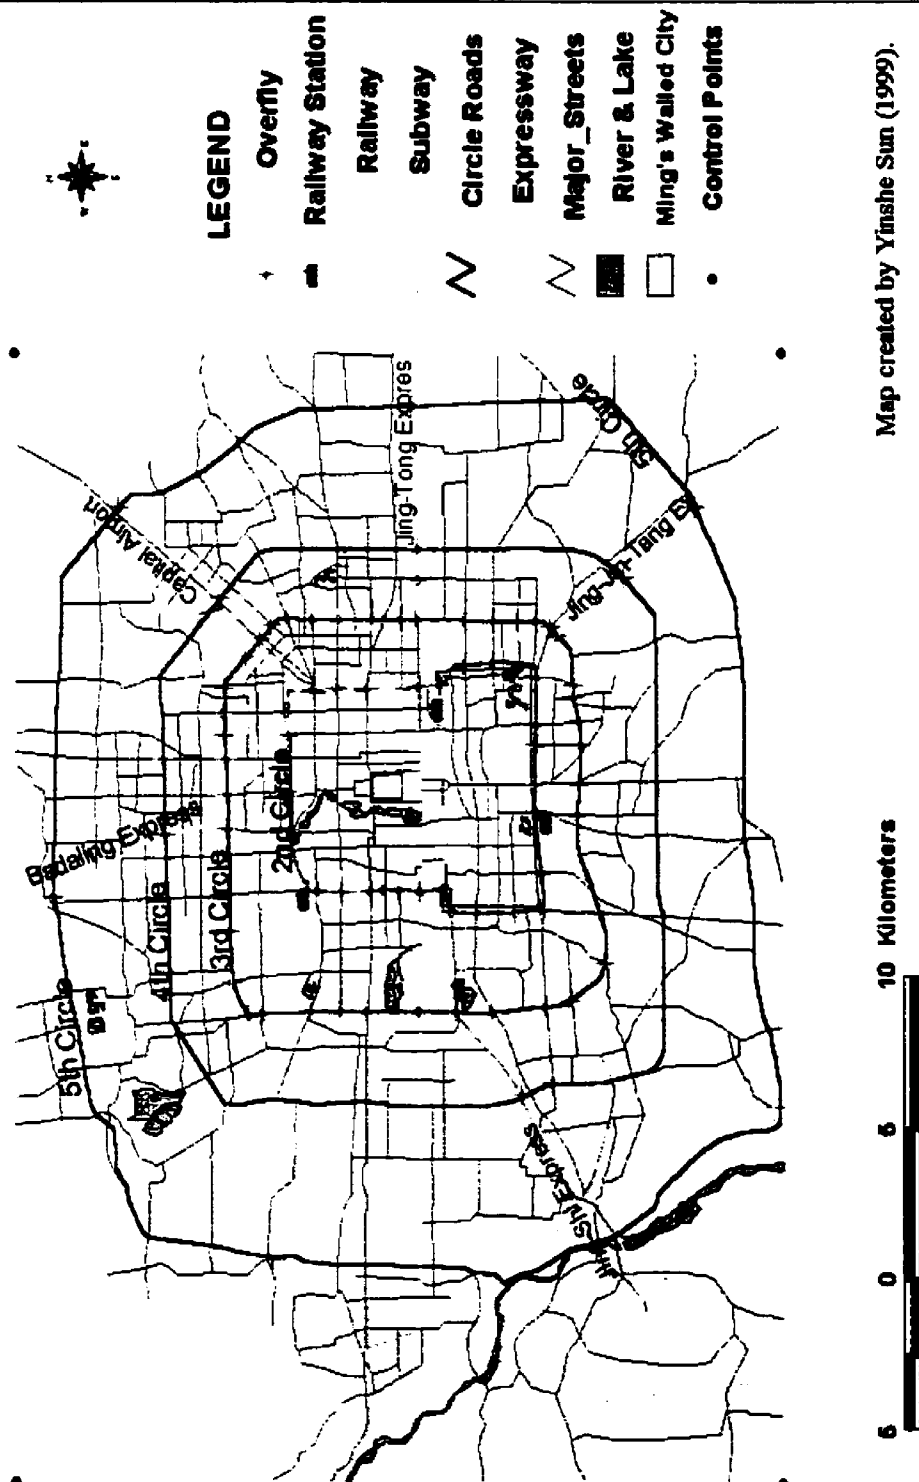 LEGEND
Overfly
Railway Station
Railway
Subway
Circle Roads
Expressway
Major_Streets
River & Lake
Ming's Walled City
Control Points
Capital Airport
Jing-Tong Expres
5th Circle
Jing-Jin-Tang Ex
Badaling Express
2nd Circle
3rd Circle
4th Circle
5th Circle
Shi Express
5 0 5 10 Kilometers
Map created by Yinshe Sun (1999).